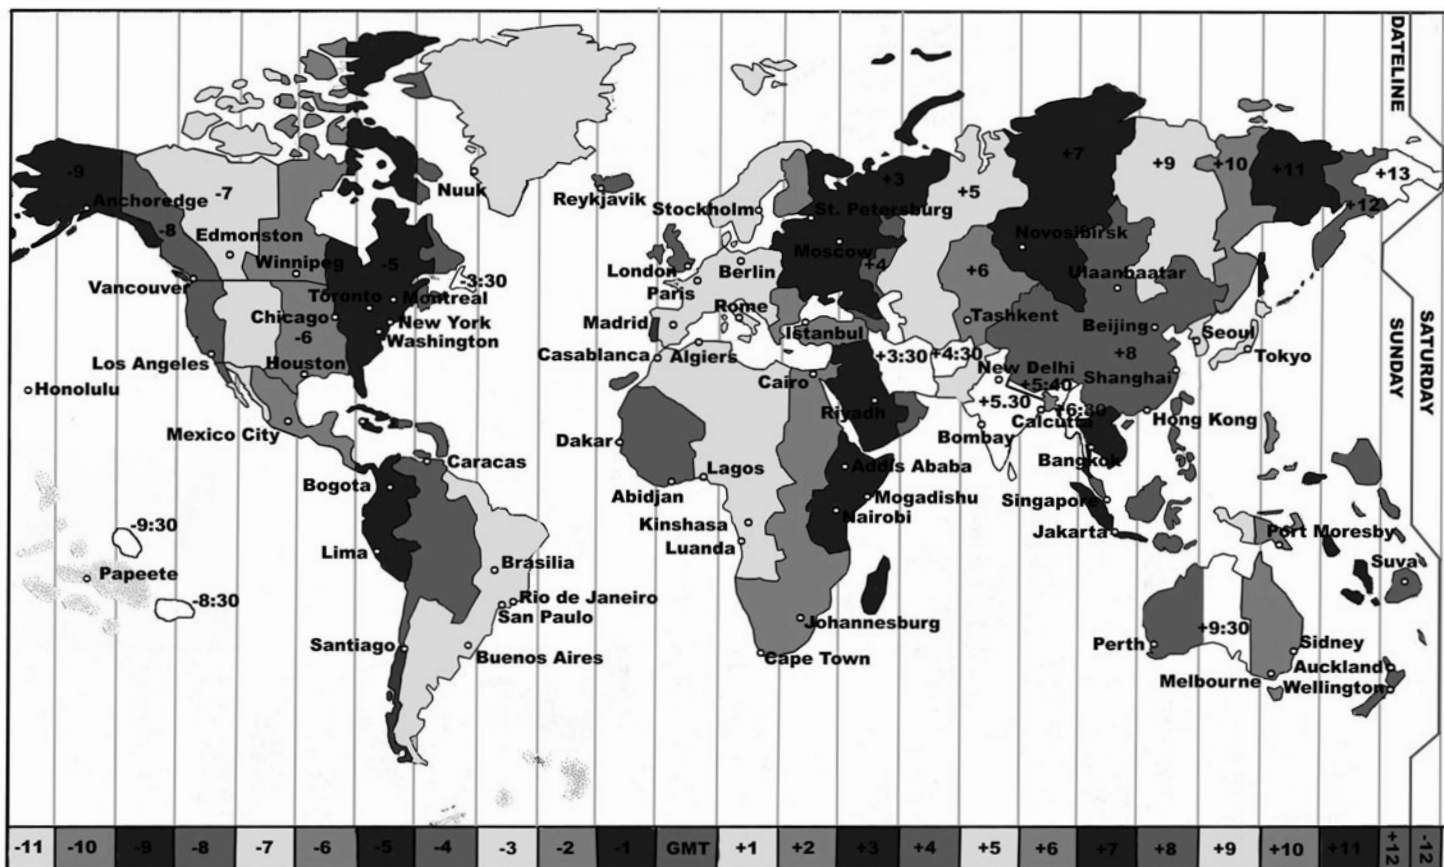 DATELINE
-9
Anchoredge
-8
-7
Edmonston
Winnipeg
Vancouver
Nuuk
-5
Toronto
Montreal
-3:30
Chicago
New York
Washington
-6
Houston
Los Angeles
Honolulu
Mexico City
Caracas
Bogota
-9:30
Lima
Papeete
-8:30
Brasilia
Rio de Janeiro
San Paulo
Santiago
Buenos Aires
Reykjavik
Stockholm
St. Petersburg
+3
Moscow
London
Berlin
Paris
Rome
Madrid
Istanbul
Casablanca
Algiers
Cairo
+4
+5
+6
+7
+9
+10
+11
+12
+13
Novosibirsk
Ulaanbaatar
Tashkent
Beijing
Seoul
Tokyo
+3:30
+4:30
New Delhi
+5:40
+8
Shanghai
Riyadh
+5.30
Calcutta
+6:30
Hong Kong
Bombay
Bangkok
Dakar
Lagos
Abidjan
Addis Ababa
Mogadishu
Nairobi
Kinshasa
Luanda
Singapore
Jakarta
Port Moresby
Suva
Johannesburg
Cape Town
Perth
+9:30
Sidney
Melbourne
Auckland
Wellington
SUNDAY
SATURDAY
-11 -10 -9 -8 -7 -6 -5 -4 -3 -2 -1 GMT +1 +2 +3 +4 +5 +6 +7 +8 +9 +10 +11 +12 -12